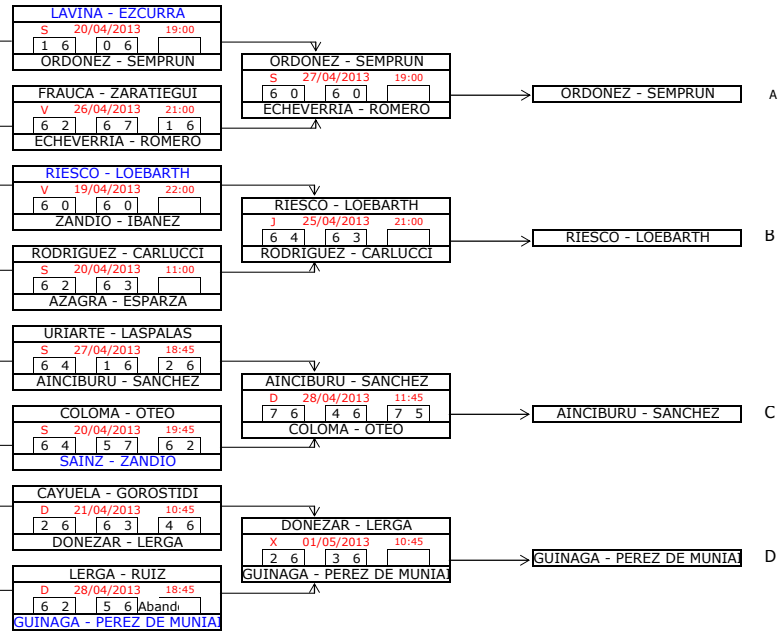 LAVINA - EZCURRA
S 20/04/2013 19:00
1 6 0 6
ORDONEZ - SEMPRUN
FRAUCA - ZARATIEGUI
V 26/04/2013 21:00
6 2 6 7 1 6
ECHEVERRIA - ROMERO
RIESCO - LOEBARTH
V 19/04/2013 22:00
6 0 6 0
ZANDIO - IBANEZ
RODRIGUEZ - CARLUCCI
S 20/04/2013 11:00
6 2 6 3
AZAGRA - ESPARZA
URIARTE - LASPALAS
S 27/04/2013 18:45
6 4 1 6 2 6
AINCIBURU - SANCHEZ
COLOMA - OTEO
S 20/04/2013 19:45
6 4 5 7 6 2
SAINZ - ZANDIO
CAYUELA - GOROSTIDI
D 21/04/2013 10:45
2 6 6 3 4 6
DONEZAR - LERGA
LERGA - RUIZ
D 28/04/2013 18:45
6 2 5 6 Aband
GUINAGA - PEREZ DE MUNIAI
ORDONEZ - SEMPRUN
S 27/04/2013 19:00
6 0 6 0
ECHEVERRIA - ROMERO
RIESCO - LOEBARTH
J 25/04/2013 21:00
6 4 6 3
RODRIGUEZ - CARLUCCI
AINCIBURU - SANCHEZ
D 28/04/2013 11:45
7 6 4 6 7 5
COLOMA - OTEO
DONEZAR - LERGA
X 01/05/2013 10:45
2 6 3 6
GUINAGA - PEREZ DE MUNIAI
ORDONEZ - SEMPRUN A
RIESCO - LOEBARTH B
AINCIBURU - SANCHEZ C
GUINAGA - PEREZ DE MUNIAI D